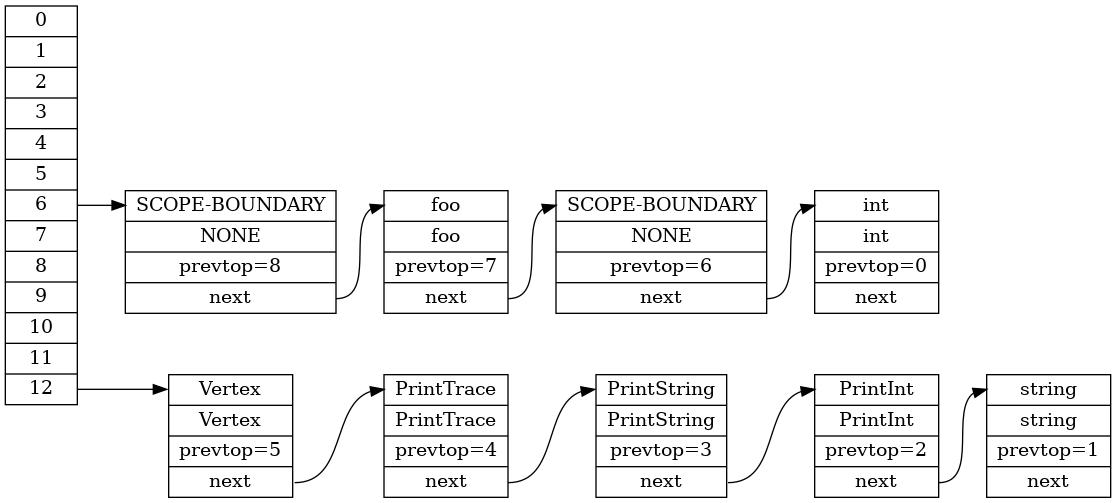 0
1
2
3
4
5
6
7
8
9
10
11
12
SCOPE-BOUNDARY
NONE
prevtop=8
next
foo
foo
prevtop=7
next
SCOPE-BOUNDARY
NONE
prevtop=6
next
int
int
prevtop=0
next
Vertex
Vertex
prevtop=5
next
PrintTrace
PrintTrace
prevtop=4
next
PrintString
PrintString
prevtop=3
next
PrintInt
PrintInt
prevtop=2
next
string
string
prevtop=1
next